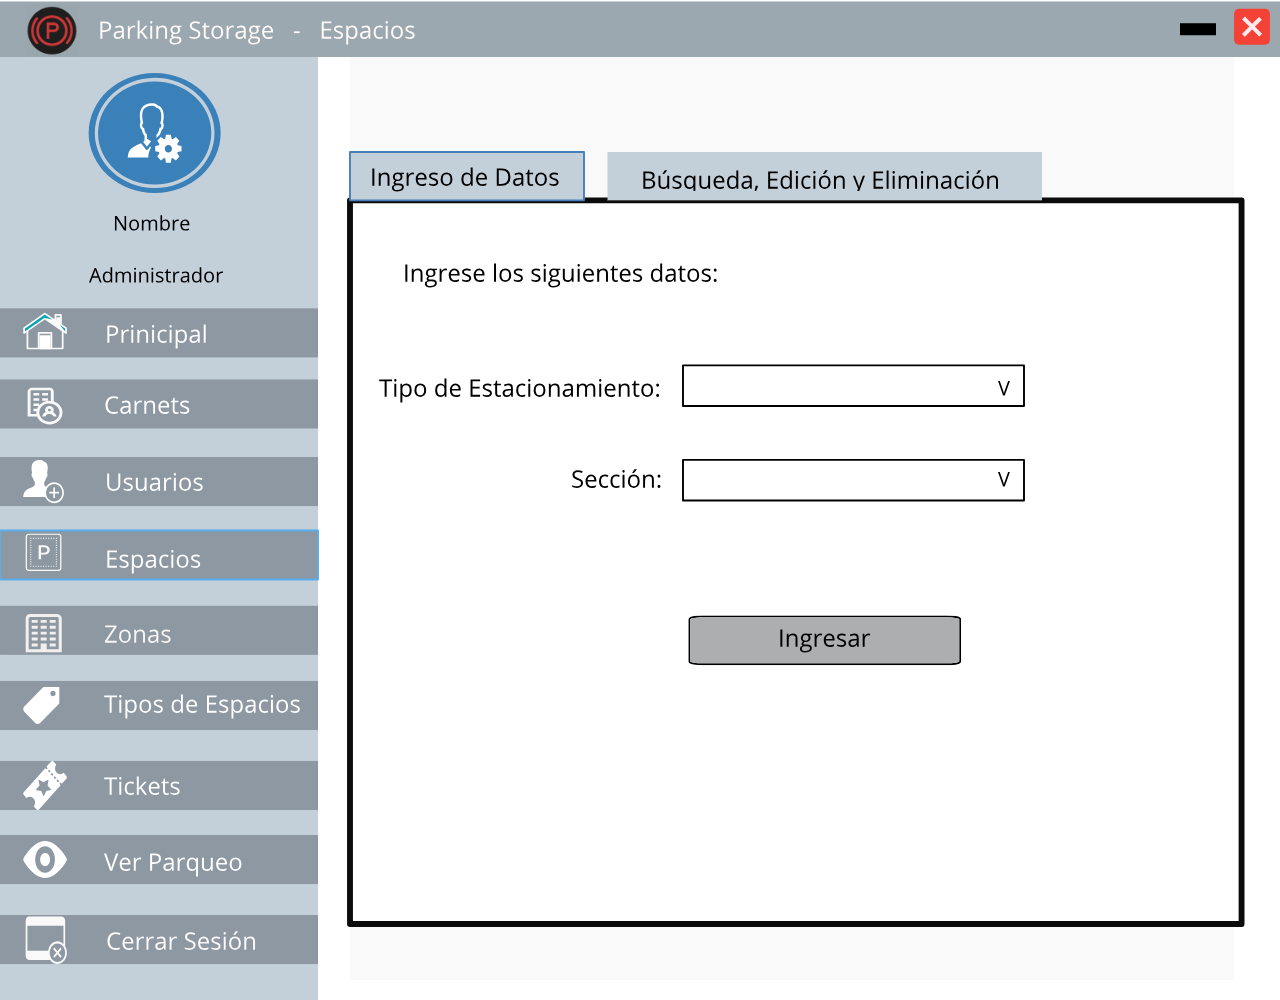 P Parking Storage - Espacios
Nombre
Administrador
Prinicipal
Carnets
Usuarios
P Espacios
Zonas
Tipos de Espacios
Tickets
Ver Parqueo
Cerrar Sesión
Ingreso de Datos
Búsqueda, Edición y Eliminación
Ingrese los siguientes datos:
Tipo de Estacionamiento: V
Sección: V
Ingresar